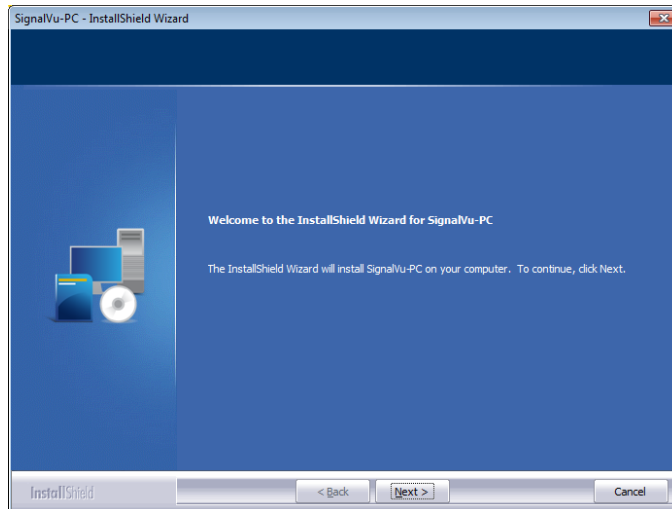 SignalVu-PC - InstallShield Wizard
Welcome to the InstallShield Wizard for SignalVu-PC
The InstallShield Wizard will install SignalVu-PC on your computer. To continue, click Next.
InstallShield
< Back Next > Cancel